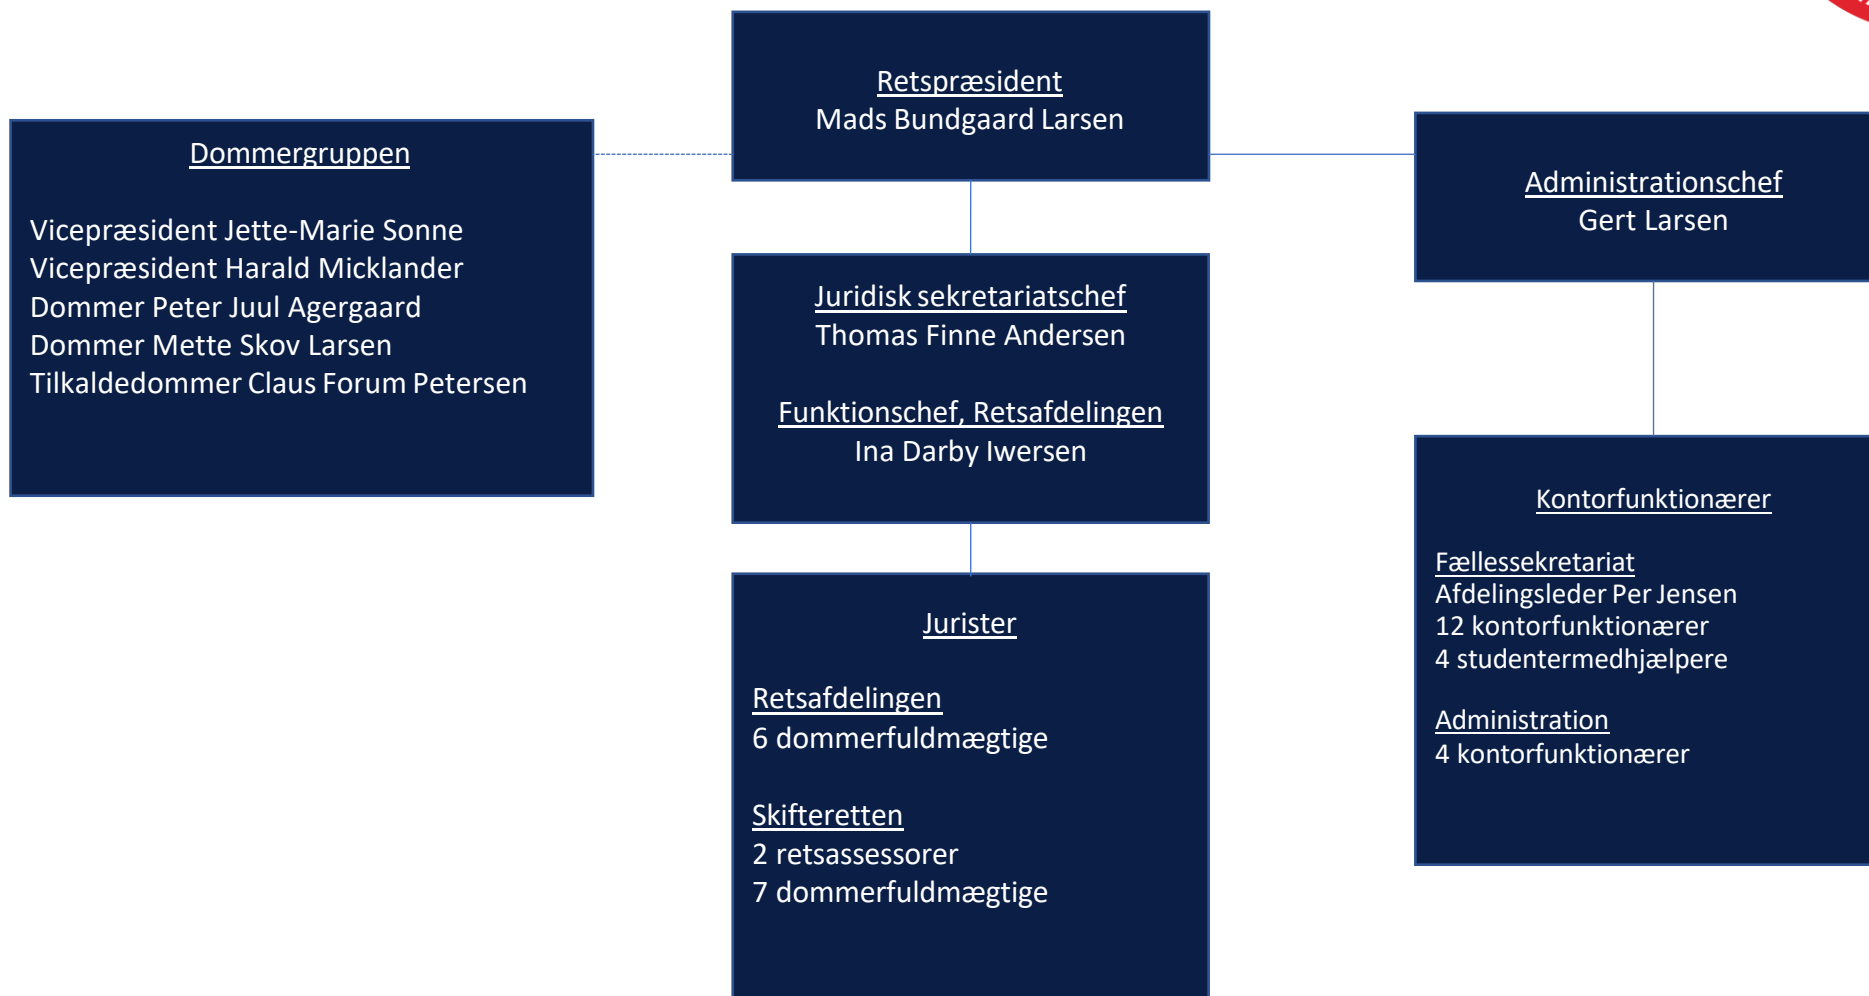 Retspræsident
Mads Bundgaard Larsen
Dommergruppen
Vicepræsident Jette-Marie Sonne
Vicepræsident Harald Micklander
Dommer Peter Juul Agergaard
Dommer Mette Skov Larsen
Tilkaldedommer Claus Forum Petersen
Administrationschef
Gert Larsen
Juridisk sekretariatschef
Thomas Finne Andersen
Funktionschef, Retsafdelingen
Ina Darby Iwersen
Jurister
Retsafdelingen
6 dommerfuldmægtige
Skifteretten
2 retsassessorer
7 dommerfuldmægtige
Kontorfunktionærer
Fællessekretariat
Afdelingsleder Per Jensen
12 kontorfunktionærer
4 studentermedhjælpere
Administration
4 kontorfunktionærer